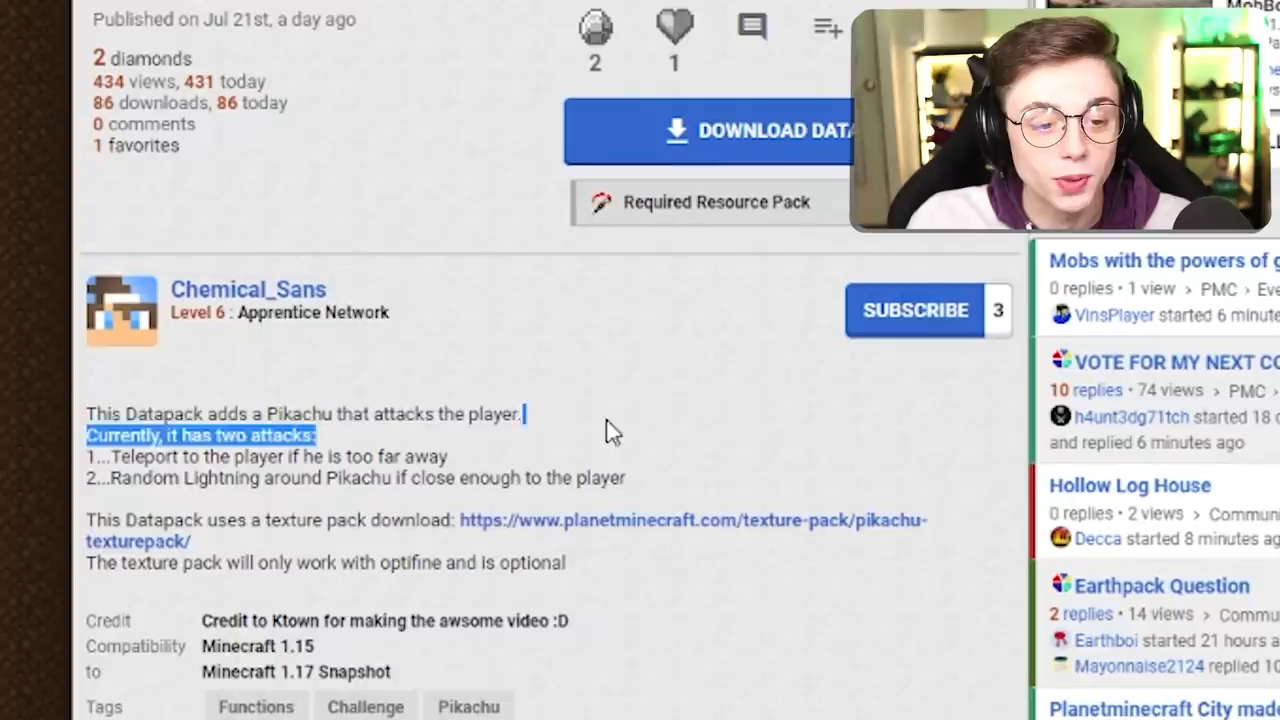 Published on Jul 21st, a day ago
2 diamonds
434 views, 431 today
86 downloads, 86 today
0 comments
1 favorites
2
1
DOWNLOAD
Required Resource Pack
Chemical_Sans
Level 6 : Apprentice Network
SUBSCRIBE 3
This Datapack adds a Pikachu that attacks the player.
Currently, it has two attacks:
1...Teleport to the player if he is too far away
2...Random Lightning around Pikachu if close enough to the player
This Datapack uses a texture pack download: https://www.planetminecraft.com/texture-pack/pikachu-
texturepack/
The texture pack will only work with optifine and is optional
Credit Credit to Ktown for making the awsome video :D
Compatibility Minecraft 1.15
to Minecraft 1.17 Snapshot
Tags Functions Challenge Pikachu
Mobs with the powers of
0 replies • 1 view > PMC >
VinsPlayer started 6
VOTE FOR MY NEXT
10 replies • 74 views > PMC >
h4unt3dg71tch started 18
and replied 6 minutes ago
Hollow Log House
0 replies • 2 views >
Decca started 8 minutes
Earthpack Question
2 replies • 14 views >
Earthboi started 21 hours
Mayonnaise2124 replied
Planetminecraft City made